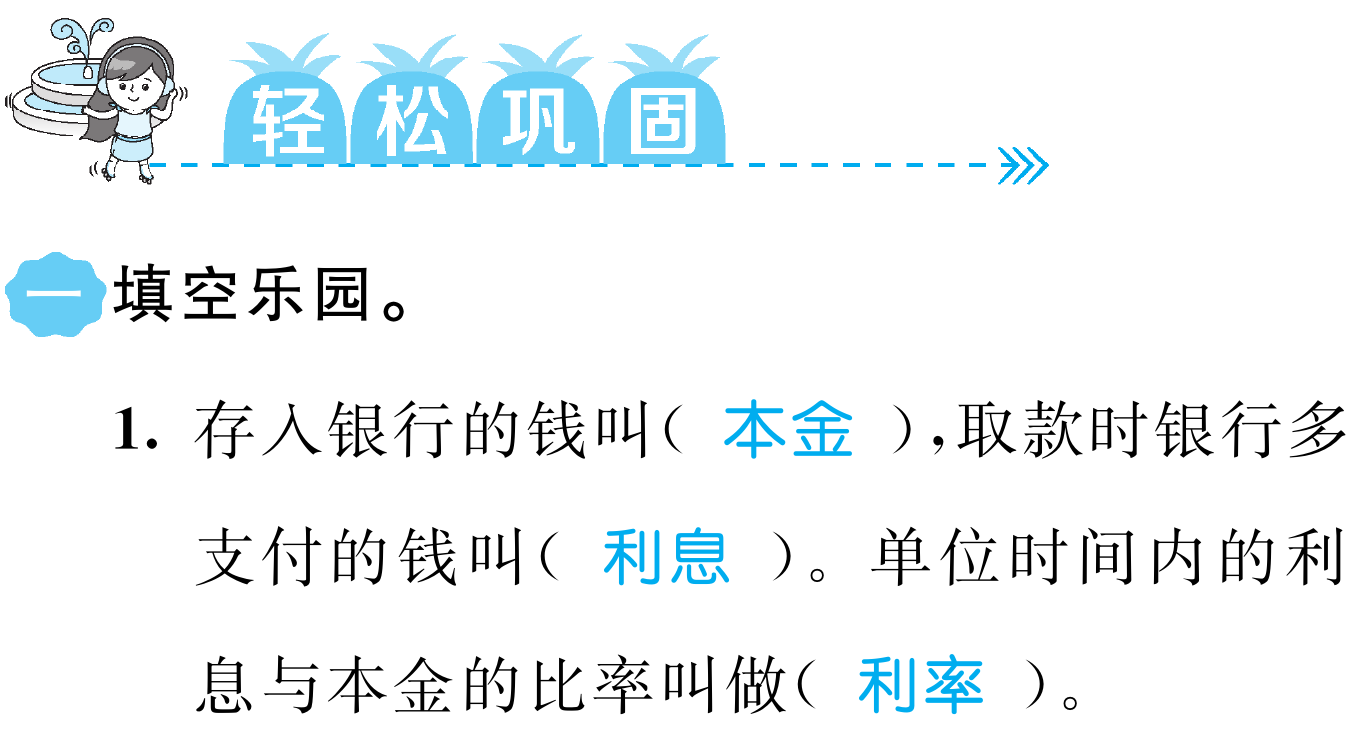 轻松巩固
一 填空乐园。
1. 存入银行的钱叫( 本金 ),取款时银行多
支付的钱叫( 利息 )。单位时间内的利
息与本金的比率叫做( 利率 )。